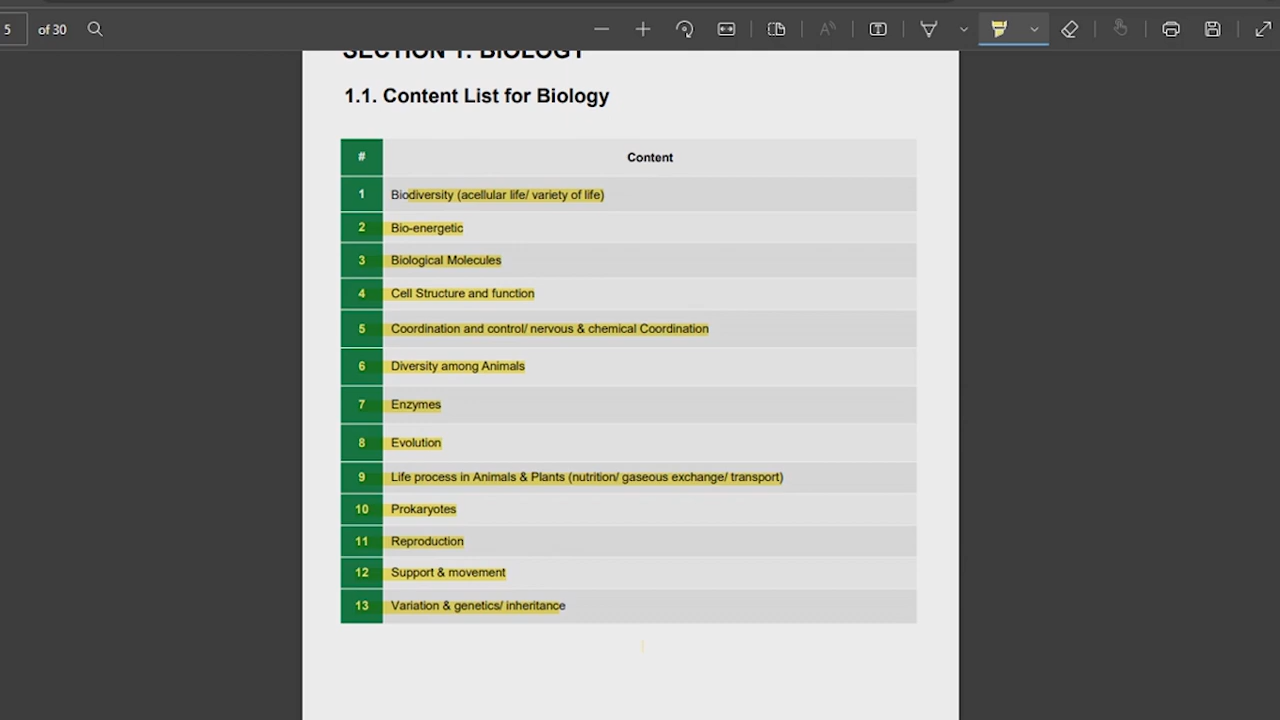 5 of 30
SECTION 1: BIOLOGY
1.1. Content List for Biology
# Content
1 Biodiversity (acellular life/ variety of life)
2 Bio-energetic
3 Biological Molecules
4 Cell Structure and function
5 Coordination and control/ nervous & chemical Coordination
6 Diversity among Animals
7 Enzymes
8 Evolution
9 Life process in Animals & Plants (nutrition/ gaseous exchange/ transport)
10 Prokaryotes
11 Reproduction
12 Support & movement
13 Variation & genetics/ inheritance